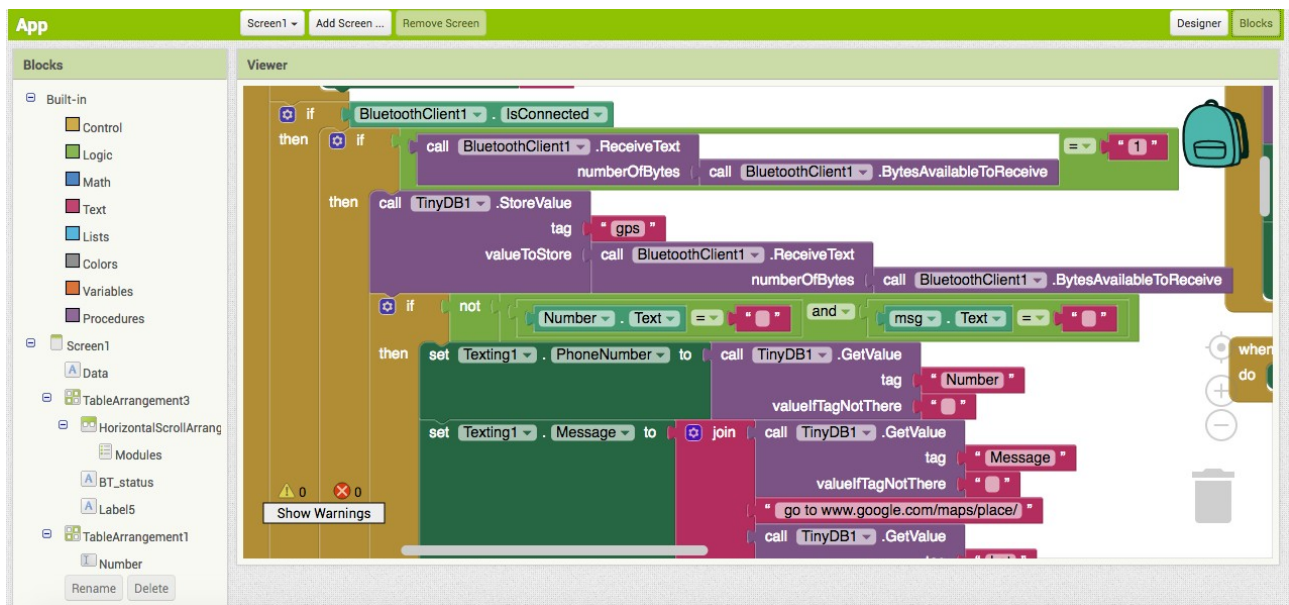 App
Screen1
Add Screen ...
Remove Screen
Designer
Blocks
Blocks
Viewer
Built-in
Control
Logic
Math
Text
Lists
Colors
Variables
Procedures
Screen1
Data
TableArrangement3
HorizontalScrollArrang
Modules
BT_status
Label5
TableArrangement1
Number
Rename
Delete
if BluetoothClient1 . IsConnected
then if call BluetoothClient1 .ReceiveText = " 1 "
numberOfBytes call BluetoothClient1 .BytesAvailableToReceive
then call TinyDB1 .StoreValue
tag " gps "
valueToStore call BluetoothClient1 .ReceiveText
numberOfBytes call BluetoothClient1 .BytesAvailableToReceive
if not Number . Text = " " and msg . Text = " "
then set Texting1 . PhoneNumber to call TinyDB1 .GetValue
tag " Number "
valueIfTagNotThere " "
set Texting1 . Message to join call TinyDB1 .GetValue
tag " Message "
valueIfTagNotThere " "
" go to www.google.com/maps/place/ "
call TinyDB1 .GetValue
when
do
0 0
Show Warnings